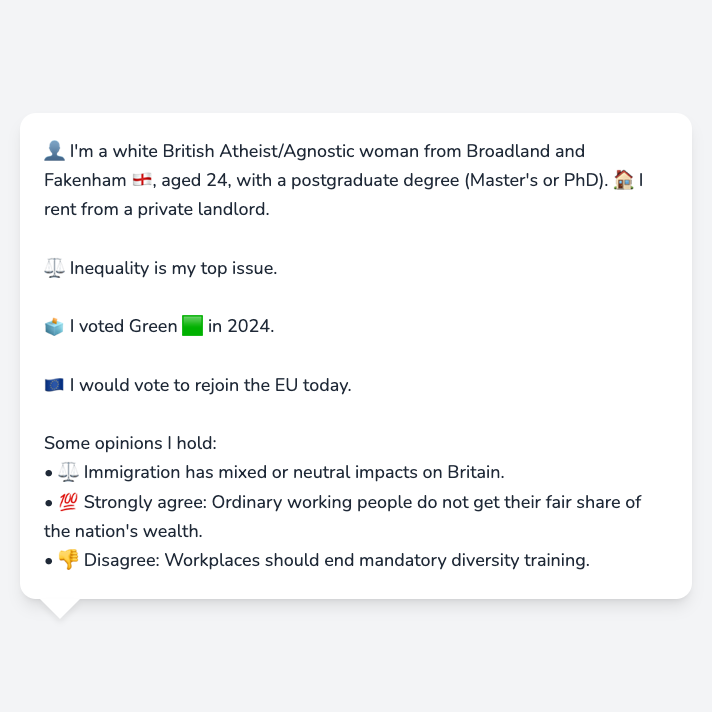 👤 I'm a white British Atheist/Agnostic woman from Broadland and
Fakenham 🏴󠁧󠁢󠁥󠁮󠁧󠁿, aged 24, with a postgraduate degree (Master's or PhD). 🏠 I
rent from a private landlord.
⚖️ Inequality is my top issue.
🗳️ I voted Green 🟩 in 2024.
🇪🇺 I would vote to rejoin the EU today.
Some opinions I hold:
• ⚖️ Immigration has mixed or neutral impacts on Britain.
• 💯 Strongly agree: Ordinary working people do not get their fair share of
the nation's wealth.
• 👎 Disagree: Workplaces should end mandatory diversity training.